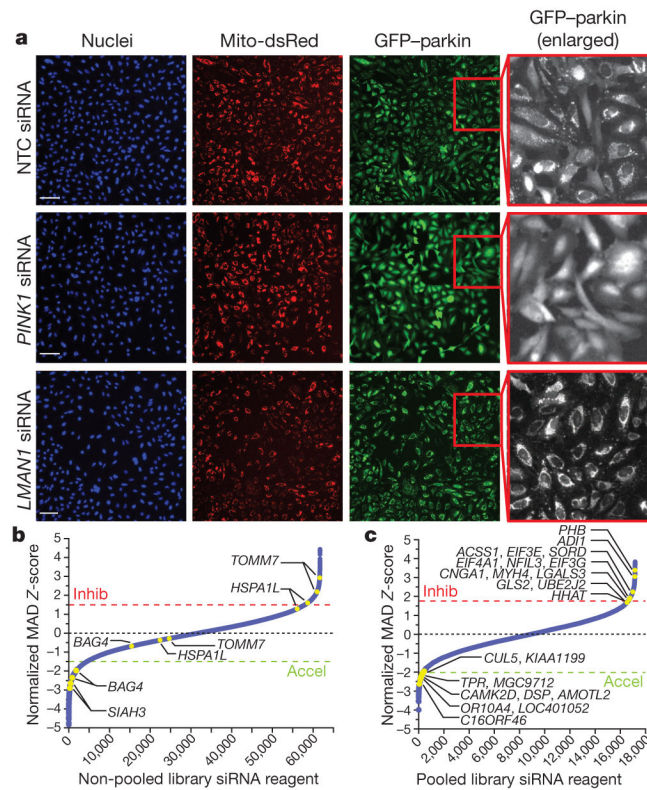 a
Nuclei
Mito-dsRed
GFP–parkin
GFP–parkin
(enlarged)
NTC siRNA
PINK1 siRNA
LMAN1 siRNA
b
Normalized MAD Z-score
5
4
3
2
1
0
−1
−2
−3
−4
−5
Inhib
Accel
TOMM7
HSPA1L
BAG4
TOMM7
HSPA1L
BAG4
SIAH3
0
10,000
20,000
30,000
40,000
50,000
60,000
Non-pooled library siRNA reagent
c
Normalized MAD Z-score
5
4
3
2
1
0
−1
−2
−3
−4
−5
PHB
ADI1
ACSS1, EIF3E, SORD
EIF4A1, NFIL3, EIF3G
CNGA1, MYH4, LGALS3
GLS2, UBE2J2
HHAT
Inhib
CUL5, KIAA1199
Accel
TPR, MGC9712
CAMK2D, DSP, AMOTL2
OR10A4, LOC401052
C16ORF46
0
2,000
4,000
6,000
8,000
10,000
12,000
14,000
16,000
18,000
Pooled library siRNA reagent